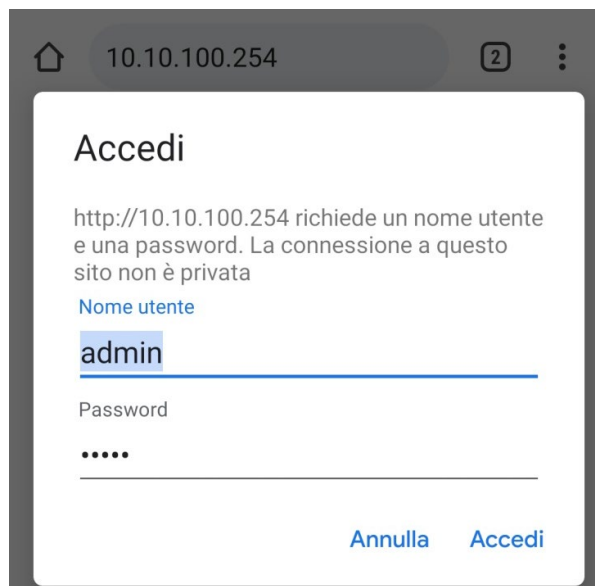 10.10.100.254
2
Accedi
http://10.10.100.254 richiede un nome utente
e una password. La connessione a questo
sito non è privata
Nome utente
admin
Password
•••••
Annulla
Accedi